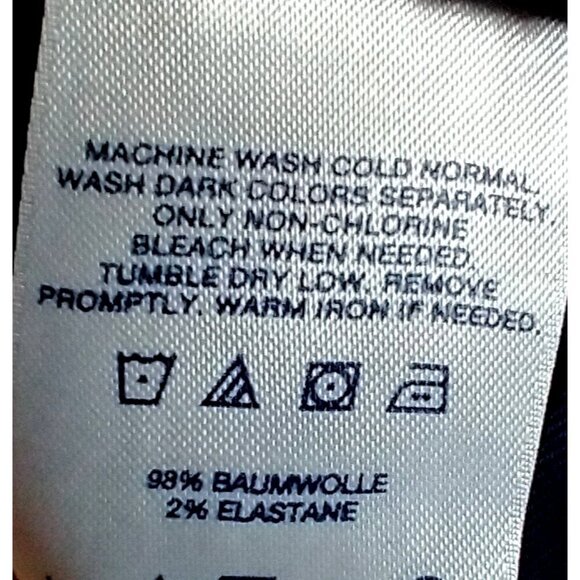 MACHINE WASH COLD NORMAL.
WASH DARK COLORS SEPARATELY.
ONLY NON-CHLORINE
BLEACH WHEN NEEDED.
TUMBLE DRY LOW. REMOVE
PROMPTLY. WARM IRON IF NEEDED.
98% BAUMWOLLE
2% ELASTANE